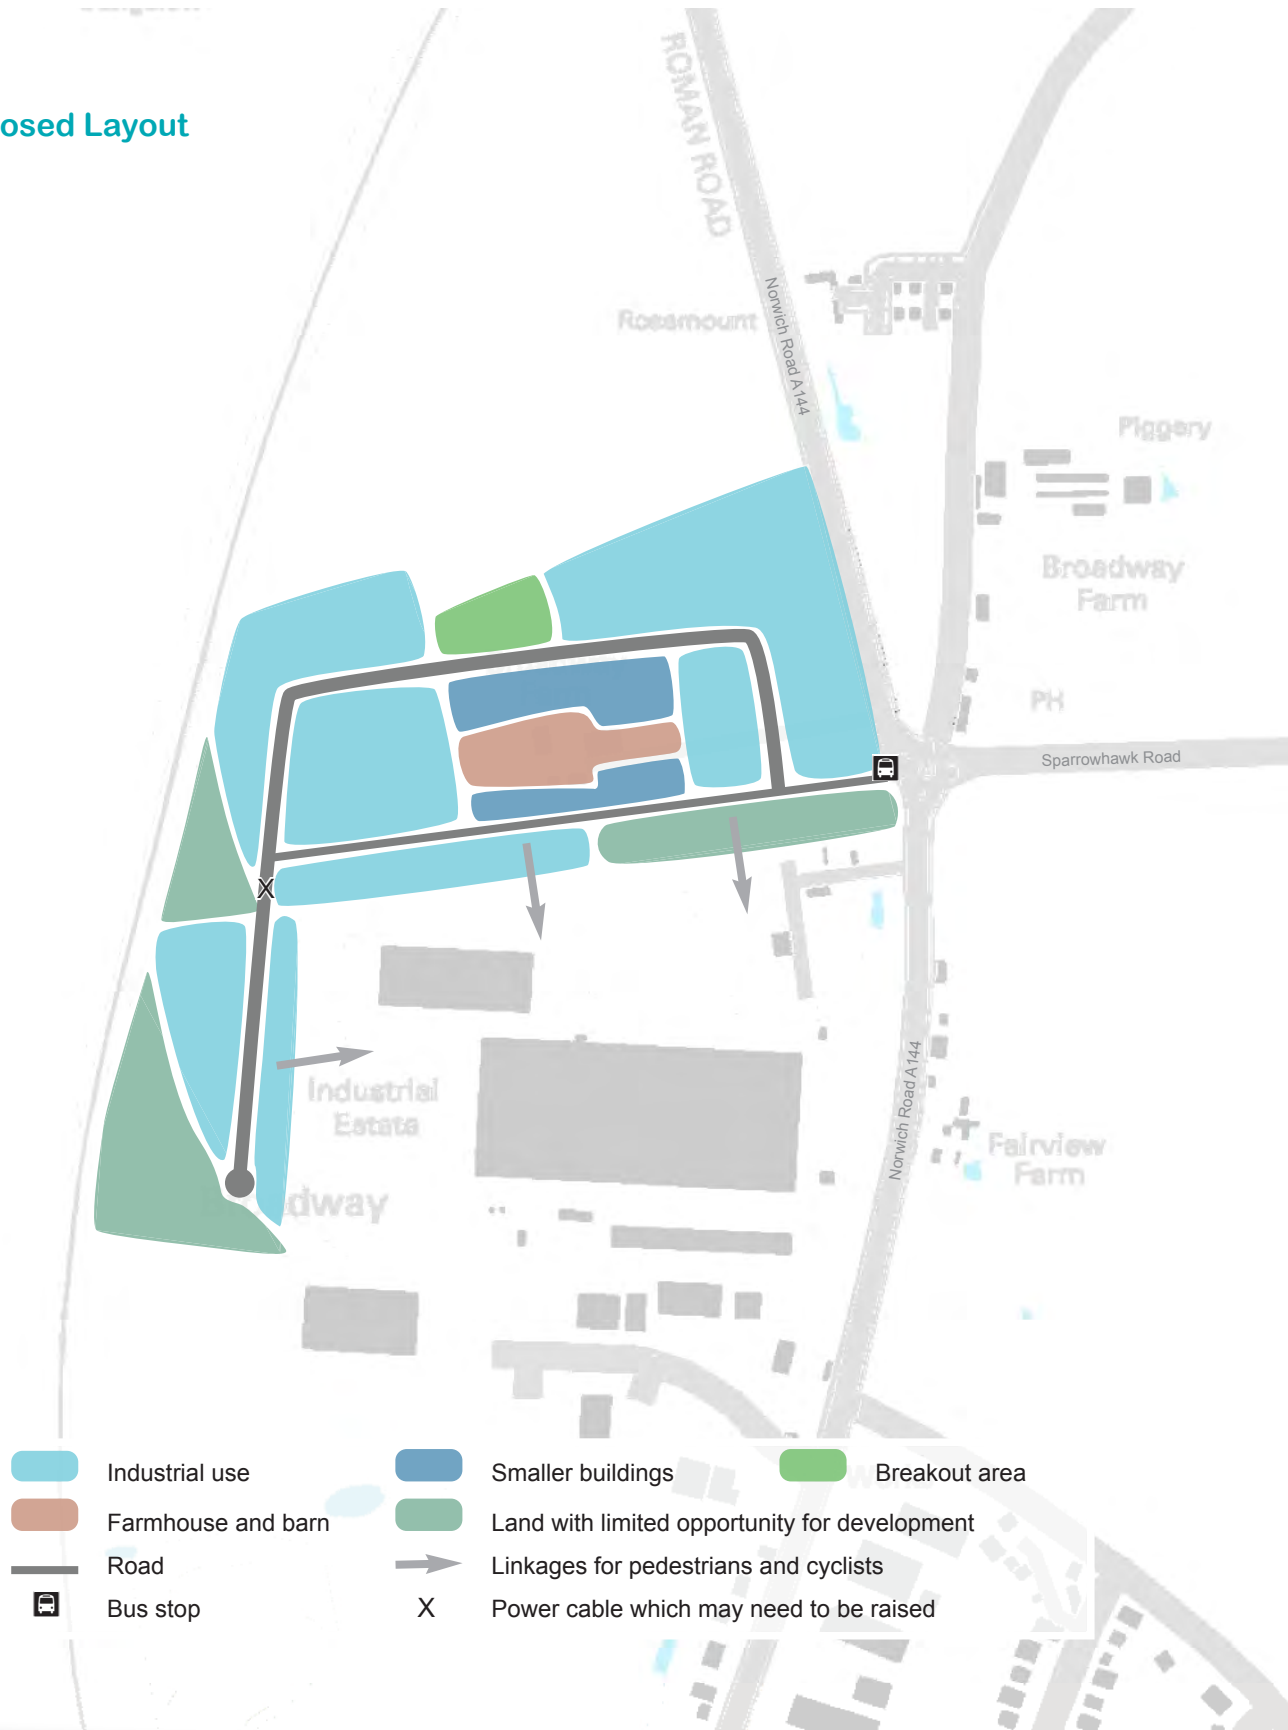 osed Layout
ROMAN ROAD
Norwich Road A144
Rosemount
Piggery
Broadway
Farm
PH
Sparrowhawk Road
Industrial
Estate
Norwich Road A144
Fairview
Farm
dway
Industrial use
Smaller buildings
Breakout area
Farmhouse and barn
Land with limited opportunity for development
Road
Linkages for pedestrians and cyclists
Bus stop
X
Power cable which may need to be raised
X